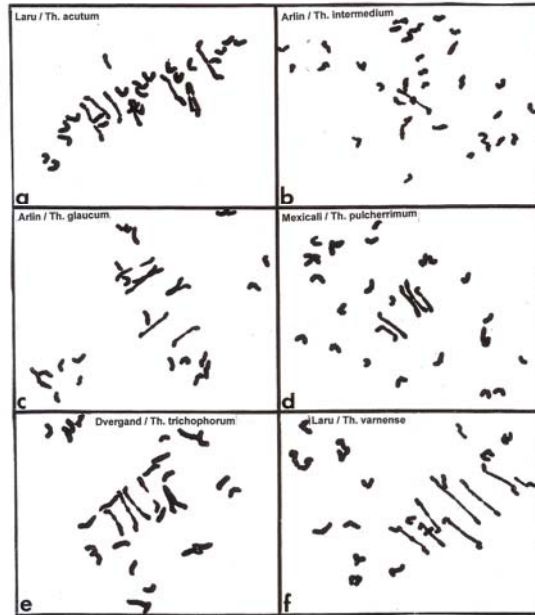 Laru / Th. acutum
Arlin / Th. intermedium
a
b
Arlin / Th. glaucum
Mexicali / Th. pulcherrimum
c
d
Dvergand / Th. trichophorum
Laru / Th. varnense
e
f